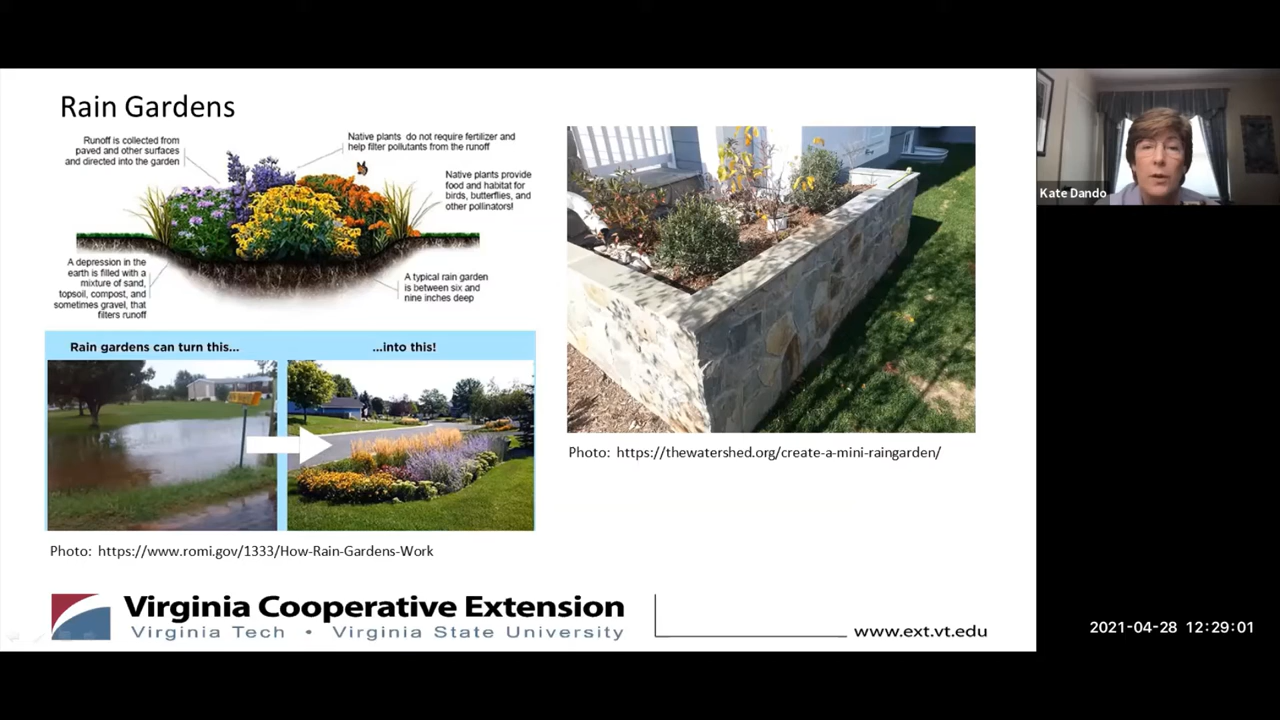 Rain Gardens
Runoff is collected from
paved and other surfaces
and directed into the garden
Native plants do not require fertilizer and
help filter pollutants from the runoff
Native plants provide
food and habitat for
birds, butterflies, and
other pollinators!
A depression in the
earth is filled with a
mixture of sand,
topsoil, compost, and
sometimes gravel, that
filters runoff
A typical rain garden
is between six and
nine inches deep
Rain gardens can turn this...
...into this!
Photo: https://www.romi.gov/1333/How-Rain-Gardens-Work
Photo: https://thewatershed.org/create-a-mini-raingarden/
Virginia Cooperative Extension
Virginia Tech • Virginia State University
www.ext.vt.edu
Kate Dando
2021-04-28 12:29:01